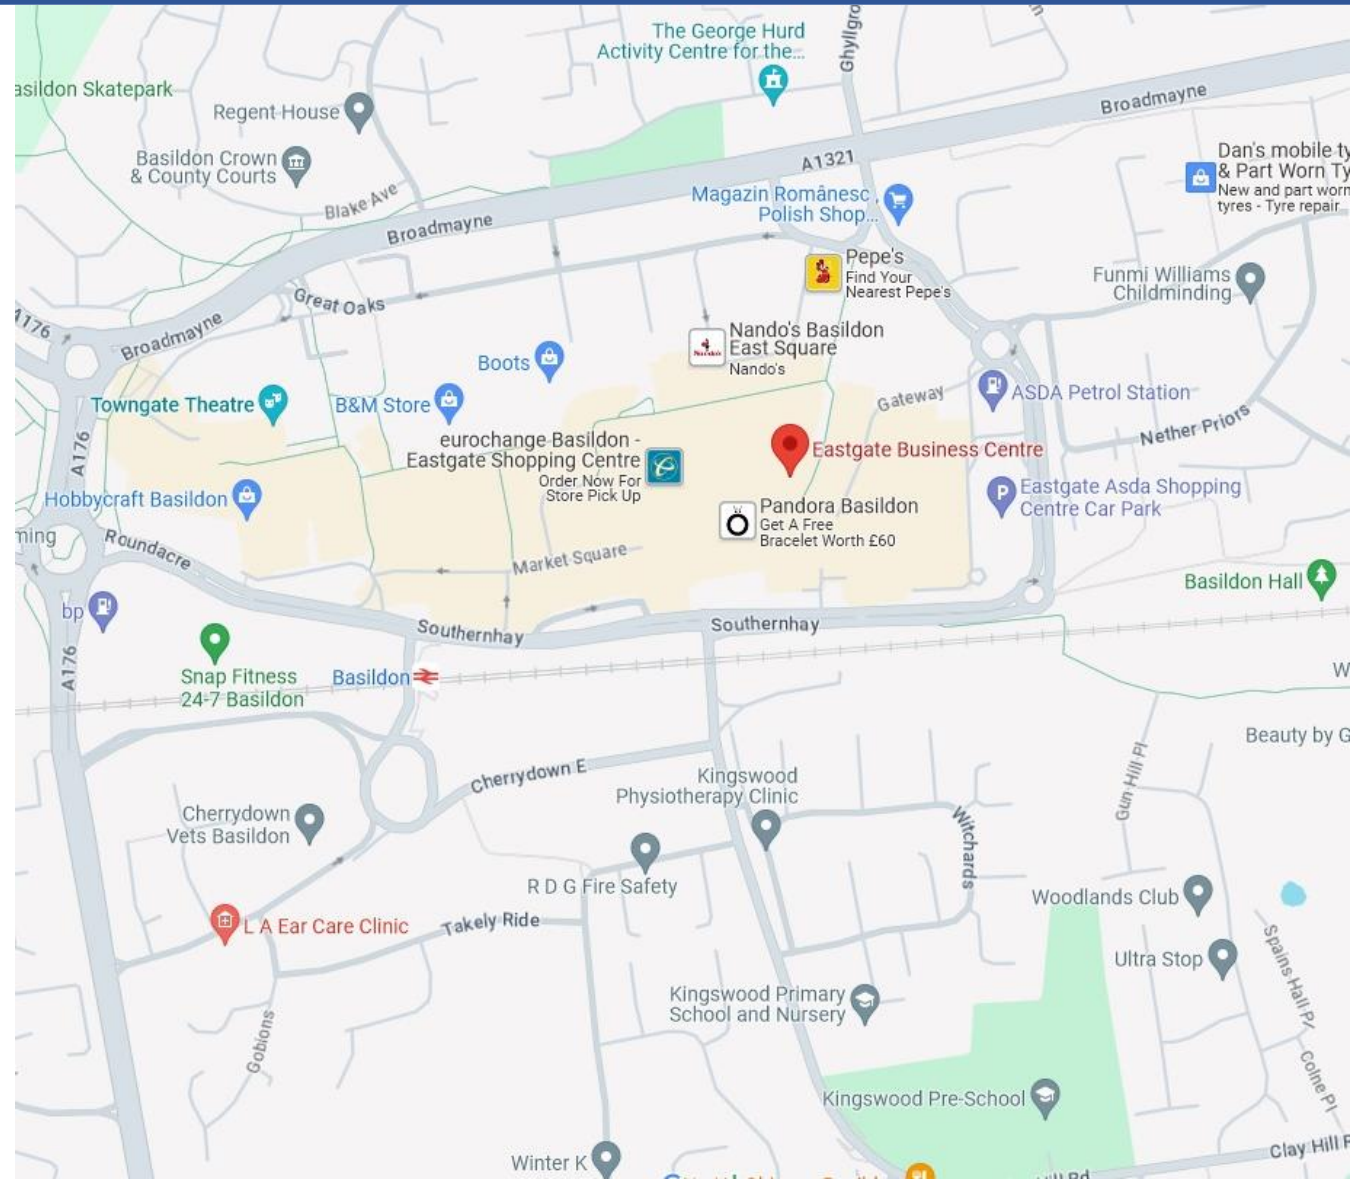 The George Hurd
Activity Centre for the...
Ghyllgro
asildon Skatepark
Regent House
Broadmayne
Basildon Crown
& County Courts
A1321
Dan's mobile ty
& Part Worn Ty
New and part worn
tyres - Tyre repair
Blake Ave
Magazin Românesc,
Polish Shop...
Broadmayne
Pepe's
Find Your
Nearest Pepe's
Funmi Williams
Childminding
Great Oaks
A176
Broadmayne
Nando's Basildon
East Square
Nando's
Boots
Gateway
ASDA Petrol Station
Towngate Theatre
B&M Store
Nether Priors
A176
eurochange Basildon -
Eastgate Shopping Centre
Order Now For
Store Pick Up
Eastgate Business Centre
Hobbycraft Basildon
Eastgate Asda Shopping
Centre Car Park
P
Pandora Basildon
Get A Free
Bracelet Worth £60
ming
Roundacre
Market Square
Basildon Hall
bp
Southernhay
Southernhay
A176
Snap Fitness
24-7 Basildon
Basildon
W
Beauty by G
Gun Hill Pl
Cherrydown E
Kingswood
Physiotherapy Clinic
Cherrydown
Vets Basildon
Witchards
R D G Fire Safety
Woodlands Club
L A Ear Care Clinic
Takely Ride
Spains Hall Pl
Ultra Stop
Kingswood Primary
School and Nursery
Gobions
Colne Pl
Kingswood Pre-School
Clay Hill R
Winter K